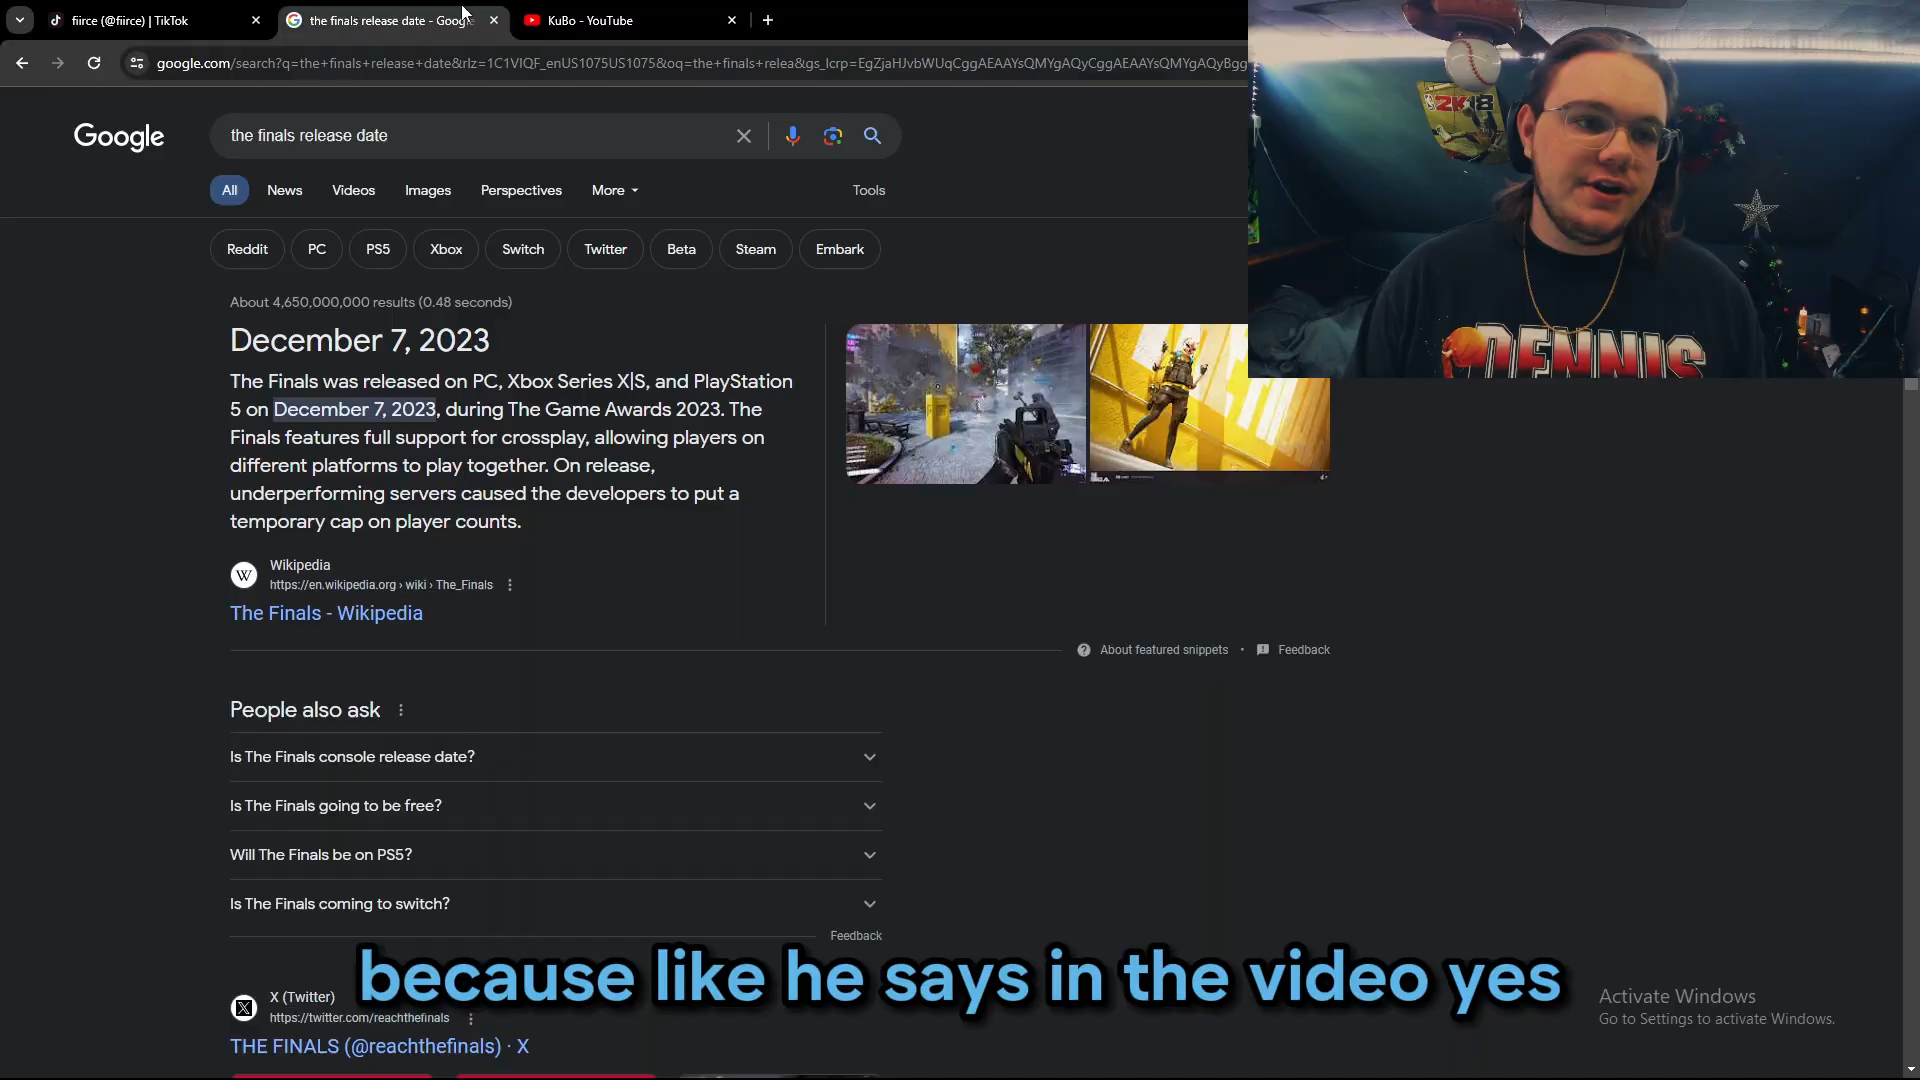 fiirce (@fiirce) | TikTok
the finals release date - Goog
KuBo - YouTube
google.com/search?q=the+finals+release+date&rlz=1C1VIQF_enUS1075US1075&oq=the+finals+relea&gs_lcrp=EgZjaHJvbWUqCggAEAAYsQMYgAQyCggAEAAYsQMYgAQyBgg
Google
the finals release date
All
News
Videos
Images
Perspectives
More
Tools
Reddit
PC
PS5
Xbox
Switch
Twitter
Beta
Steam
Embark
About 4,650,000,000 results (0.48 seconds)
December 7, 2023
The Finals was released on PC, Xbox Series X|S, and PlayStation
5 on December 7, 2023, during The Game Awards 2023. The
Finals features full support for crossplay, allowing players on
different platforms to play together. On release,
underperforming servers caused the developers to put a
temporary cap on player counts.
Wikipedia
https://en.wikipedia.org › wiki › The_Finals
The Finals - Wikipedia
About featured snippets
•
Feedback
People also ask
Is The Finals console release date?
Is The Finals going to be free?
Will The Finals be on PS5?
Is The Finals coming to switch?
Feedback
X (Twitter)
https://twitter.com/reachthefinals
THE FINALS (@reachthefinals) · X
because like he says in the video yes
Activate Windows
Go to Settings to activate Windows.
2K18
DENNIS